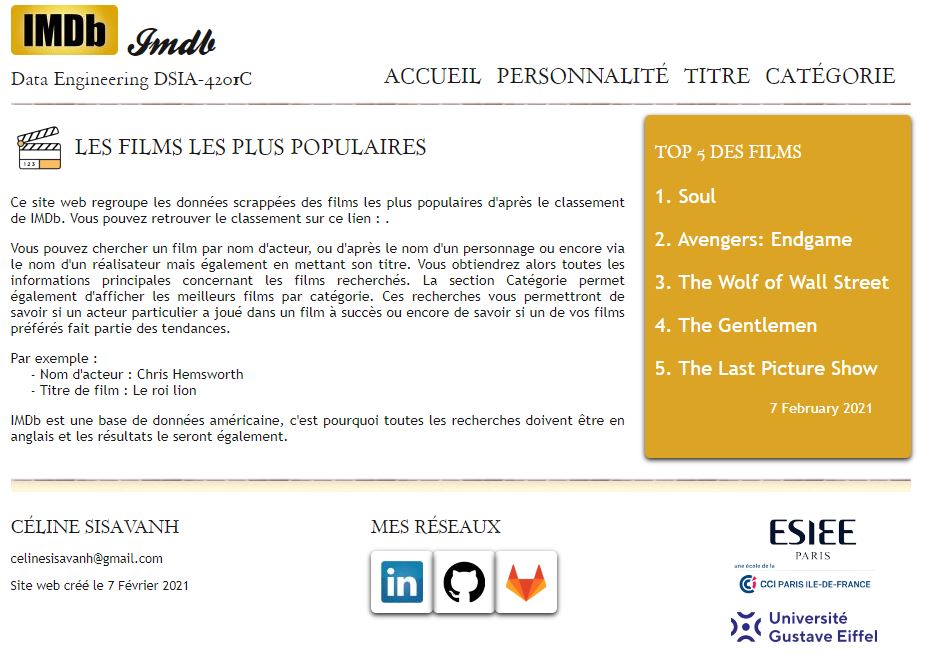 IMDb Imdb
Data Engineering DSIA-4201C
ACCUEIL PERSONNALITÉ TITRE CATÉGORIE
123
LES FILMS LES PLUS POPULAIRES
Ce site web regroupe les données scrappées des films les plus populaires d'après le classement
de IMDb. Vous pouvez retrouver le classement sur ce lien : .
Vous pouvez chercher un film par nom d'acteur, ou d'après le nom d'un personnage ou encore via
le nom d'un réalisateur mais également en mettant son titre. Vous obtiendrez alors toutes les
informations principales concernant les films recherchés. La section Catégorie permet
également d'afficher les meilleurs films par catégorie. Ces recherches vous permettront de
savoir si un acteur particulier a joué dans un film à succès ou encore de savoir si un de vos films
préférés fait partie des tendances.
Par exemple :
- Nom d'acteur : Chris Hemsworth
- Titre de film : Le roi lion
IMDb est une base de données américaine, c'est pourquoi toutes les recherches doivent être en
anglais et les résultats le seront également.
TOP 5 DES FILMS
1. Soul
2. Avengers: Endgame
3. The Wolf of Wall Street
4. The Gentlemen
5. The Last Picture Show
7 February 2021
CÉLINE SISAVANH
celinesisavanh@gmail.com
Site web créé le 7 Février 2021
MES RÉSEAUX
in
ESIEE
PARIS
une école de la
CCI PARIS ILE-DE-FRANCE
Université
Gustave Eiffel